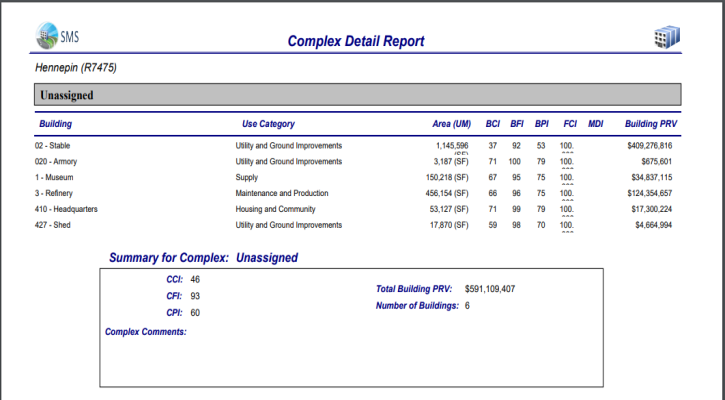 SMS
Complex Detail Report
Hennepin (R7475)
Unassigned
Building Use Category Area (UM) BCI BFI BPI FCI MDI Building PRV
02 - Stable Utility and Ground Improvements 1,145,596 37 92 53 100. $409,276,816
020 - Armory Utility and Ground Improvements 3,187 (SF) 71 100 79 100. $675,601
1 - Museum Supply 150,218 (SF) 67 95 75 100. $34,837,115
3 - Refinery Maintenance and Production 456,154 (SF) 66 96 75 100. $124,354,657
410 - Headquarters Housing and Community 53,127 (SF) 71 99 79 100. $17,300,224
427 - Shed Utility and Ground Improvements 17,870 (SF) 59 98 70 100. $4,664,994
Summary for Complex: Unassigned
CCI: 46
Total Building PRV: $591,109,407
CFI: 93
Number of Buildings: 6
CPI: 60
Complex Comments: